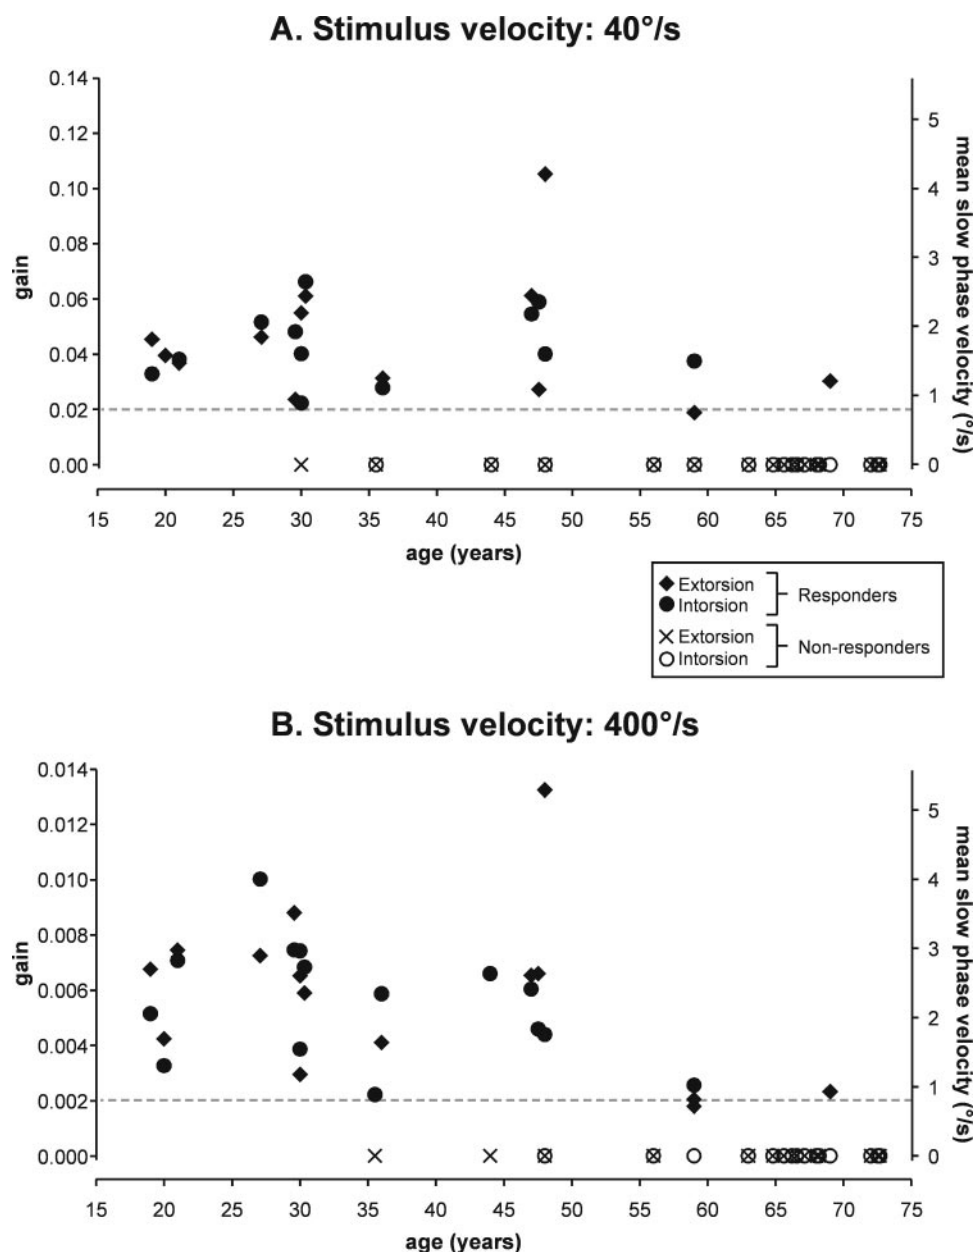 A. Stimulus velocity: 40°/s
0.14
0.12
0.10
0.08
0.06
0.04
0.02
0.00
gain
5
4
3
2
1
0
mean slow phase velocity (°/s)
15 20 25 30 35 40 45 50 55 60 65 70 75
age (years)
Extorsion
Intorsion
Responders
Extorsion
Intorsion
Non-responders
B. Stimulus velocity: 400°/s
0.014
0.012
0.010
0.008
0.006
0.004
0.002
0.000
gain
5
4
3
2
1
0
mean slow phase velocity (°/s)
15 20 25 30 35 40 45 50 55 60 65 70 75
age (years)